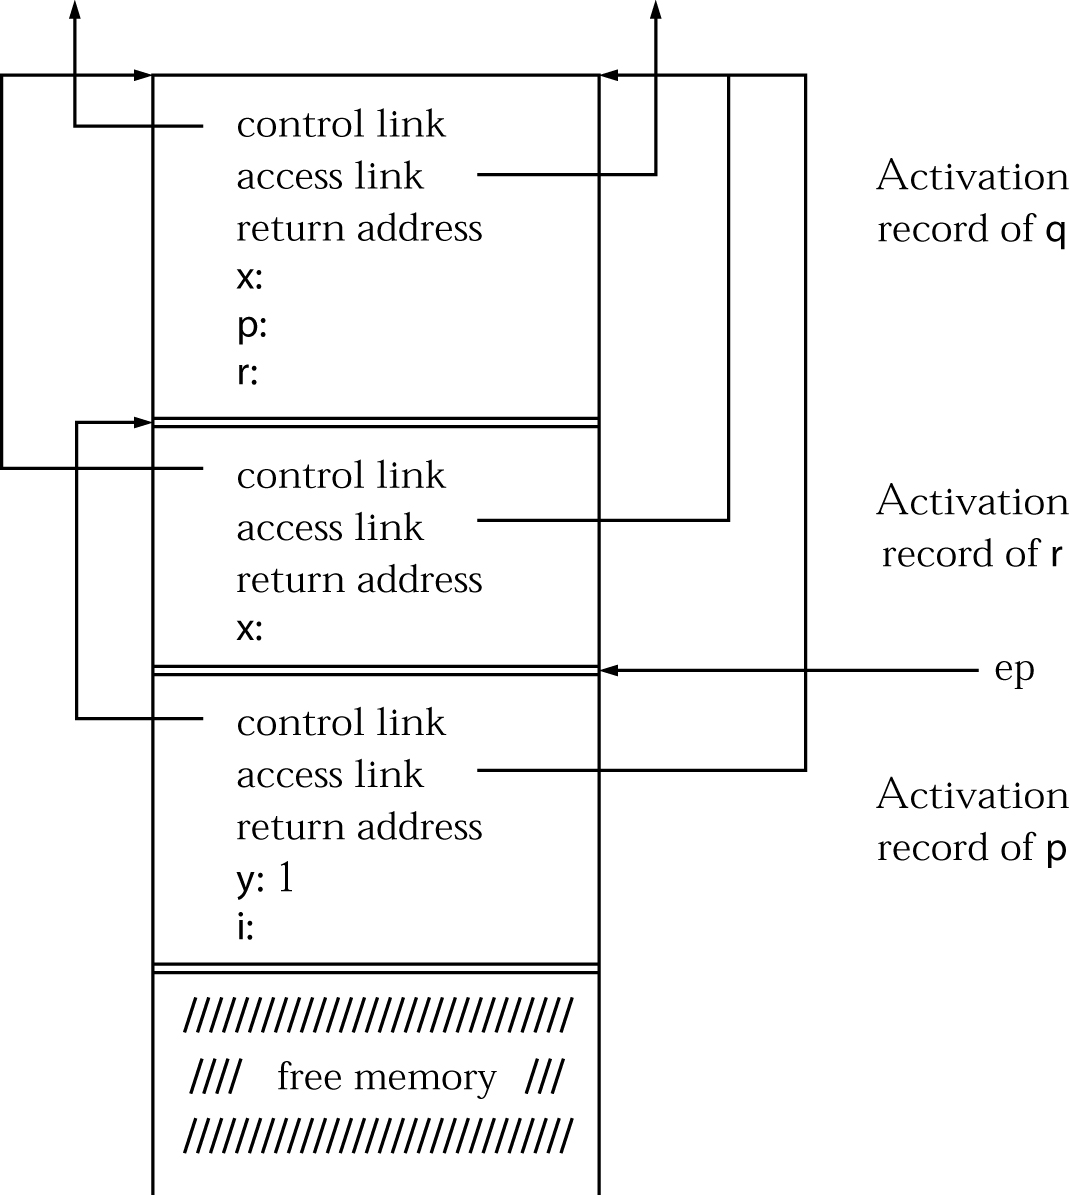 control link
access link
return address
x:
p:
r:
Activation
record of q
control link
access link
return address
x:
Activation
record of r
ep
control link
access link
return address
y: 1
i:
Activation
record of p
free memory